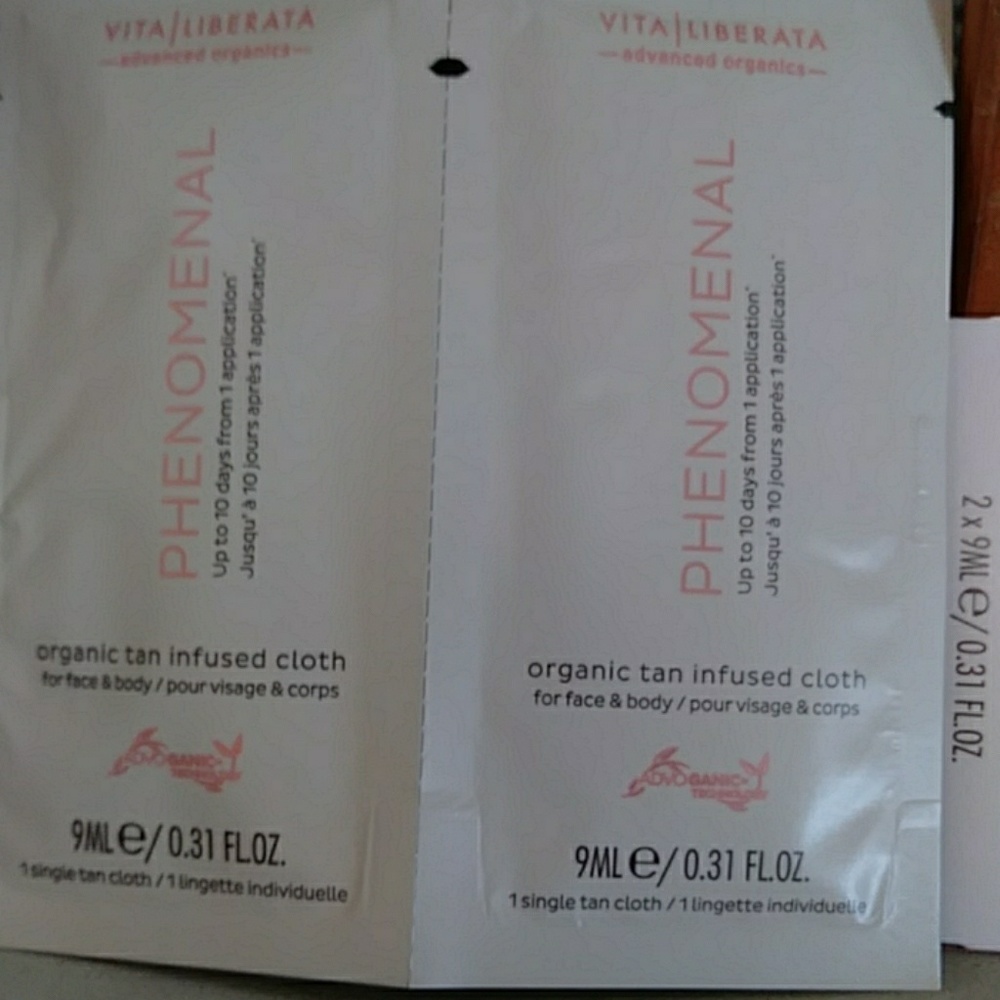 VITA|LIBERATA
—advanced organics—
PHENOMENAL
Up to 10 days from 1 application*
Jusqu' à 10 jours après 1 application*
organic tan infused cloth
for face & body / pour visage & corps
ADVOGANIC™
TECHNOLOGY
9ML e / 0.31 FL.OZ.
1 single tan cloth / 1 lingette individuelle
VITA|LIBERATA
—advanced organics—
PHENOMENAL
Up to 10 days from 1 application*
Jusqu' à 10 jours après 1 application*
organic tan infused cloth
for face & body / pour visage & corps
ADVOGANIC™
TECHNOLOGY
9ML e / 0.31 FL.OZ.
1 single tan cloth / 1 lingette individuelle
2 x 9ML e / 0.31 FL.OZ.